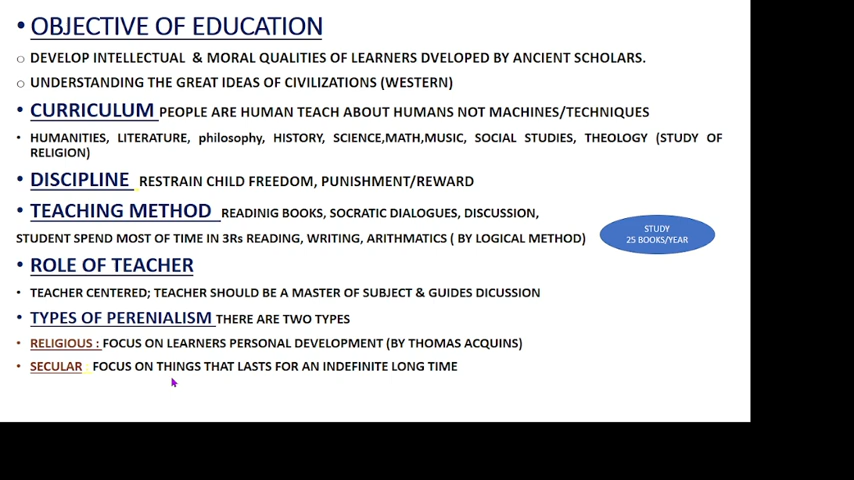 • OBJECTIVE OF EDUCATION
○ DEVELOP INTELLECTUAL & MORAL QUALITIES OF LEARNERS DVELOPED BY ANCIENT SCHOLARS.
○ UNDERSTANDING THE GREAT IDEAS OF CIVILIZATIONS (WESTERN)
• CURRICULUM PEOPLE ARE HUMAN TEACH ABOUT HUMANS NOT MACHINES/TECHNIQUES
• HUMANITIES, LITERATURE, philosophy, HISTORY, SCIENCE,MATH,MUSIC, SOCIAL STUDIES, THEOLOGY (STUDY OF
RELIGION)
• DISCIPLINE RESTRAIN CHILD FREEDOM, PUNISHMENT/REWARD
• TEACHING METHOD READINIG BOOKS, SOCRATIC DIALOGUES, DISCUSSION,
STUDENT SPEND MOST OF TIME IN 3Rs READING, WRITING, ARITHMATICS ( BY LOGICAL METHOD)
STUDY
25 BOOKS/YEAR
• ROLE OF TEACHER
• TEACHER CENTERED; TEACHER SHOULD BE A MASTER OF SUBJECT & GUIDES DICUSSION
• TYPES OF PERENIALISM THERE ARE TWO TYPES
• RELIGIOUS : FOCUS ON LEARNERS PERSONAL DEVELOPMENT (BY THOMAS ACQUINS)
• SECULAR : FOCUS ON THINGS THAT LASTS FOR AN INDEFINITE LONG TIME